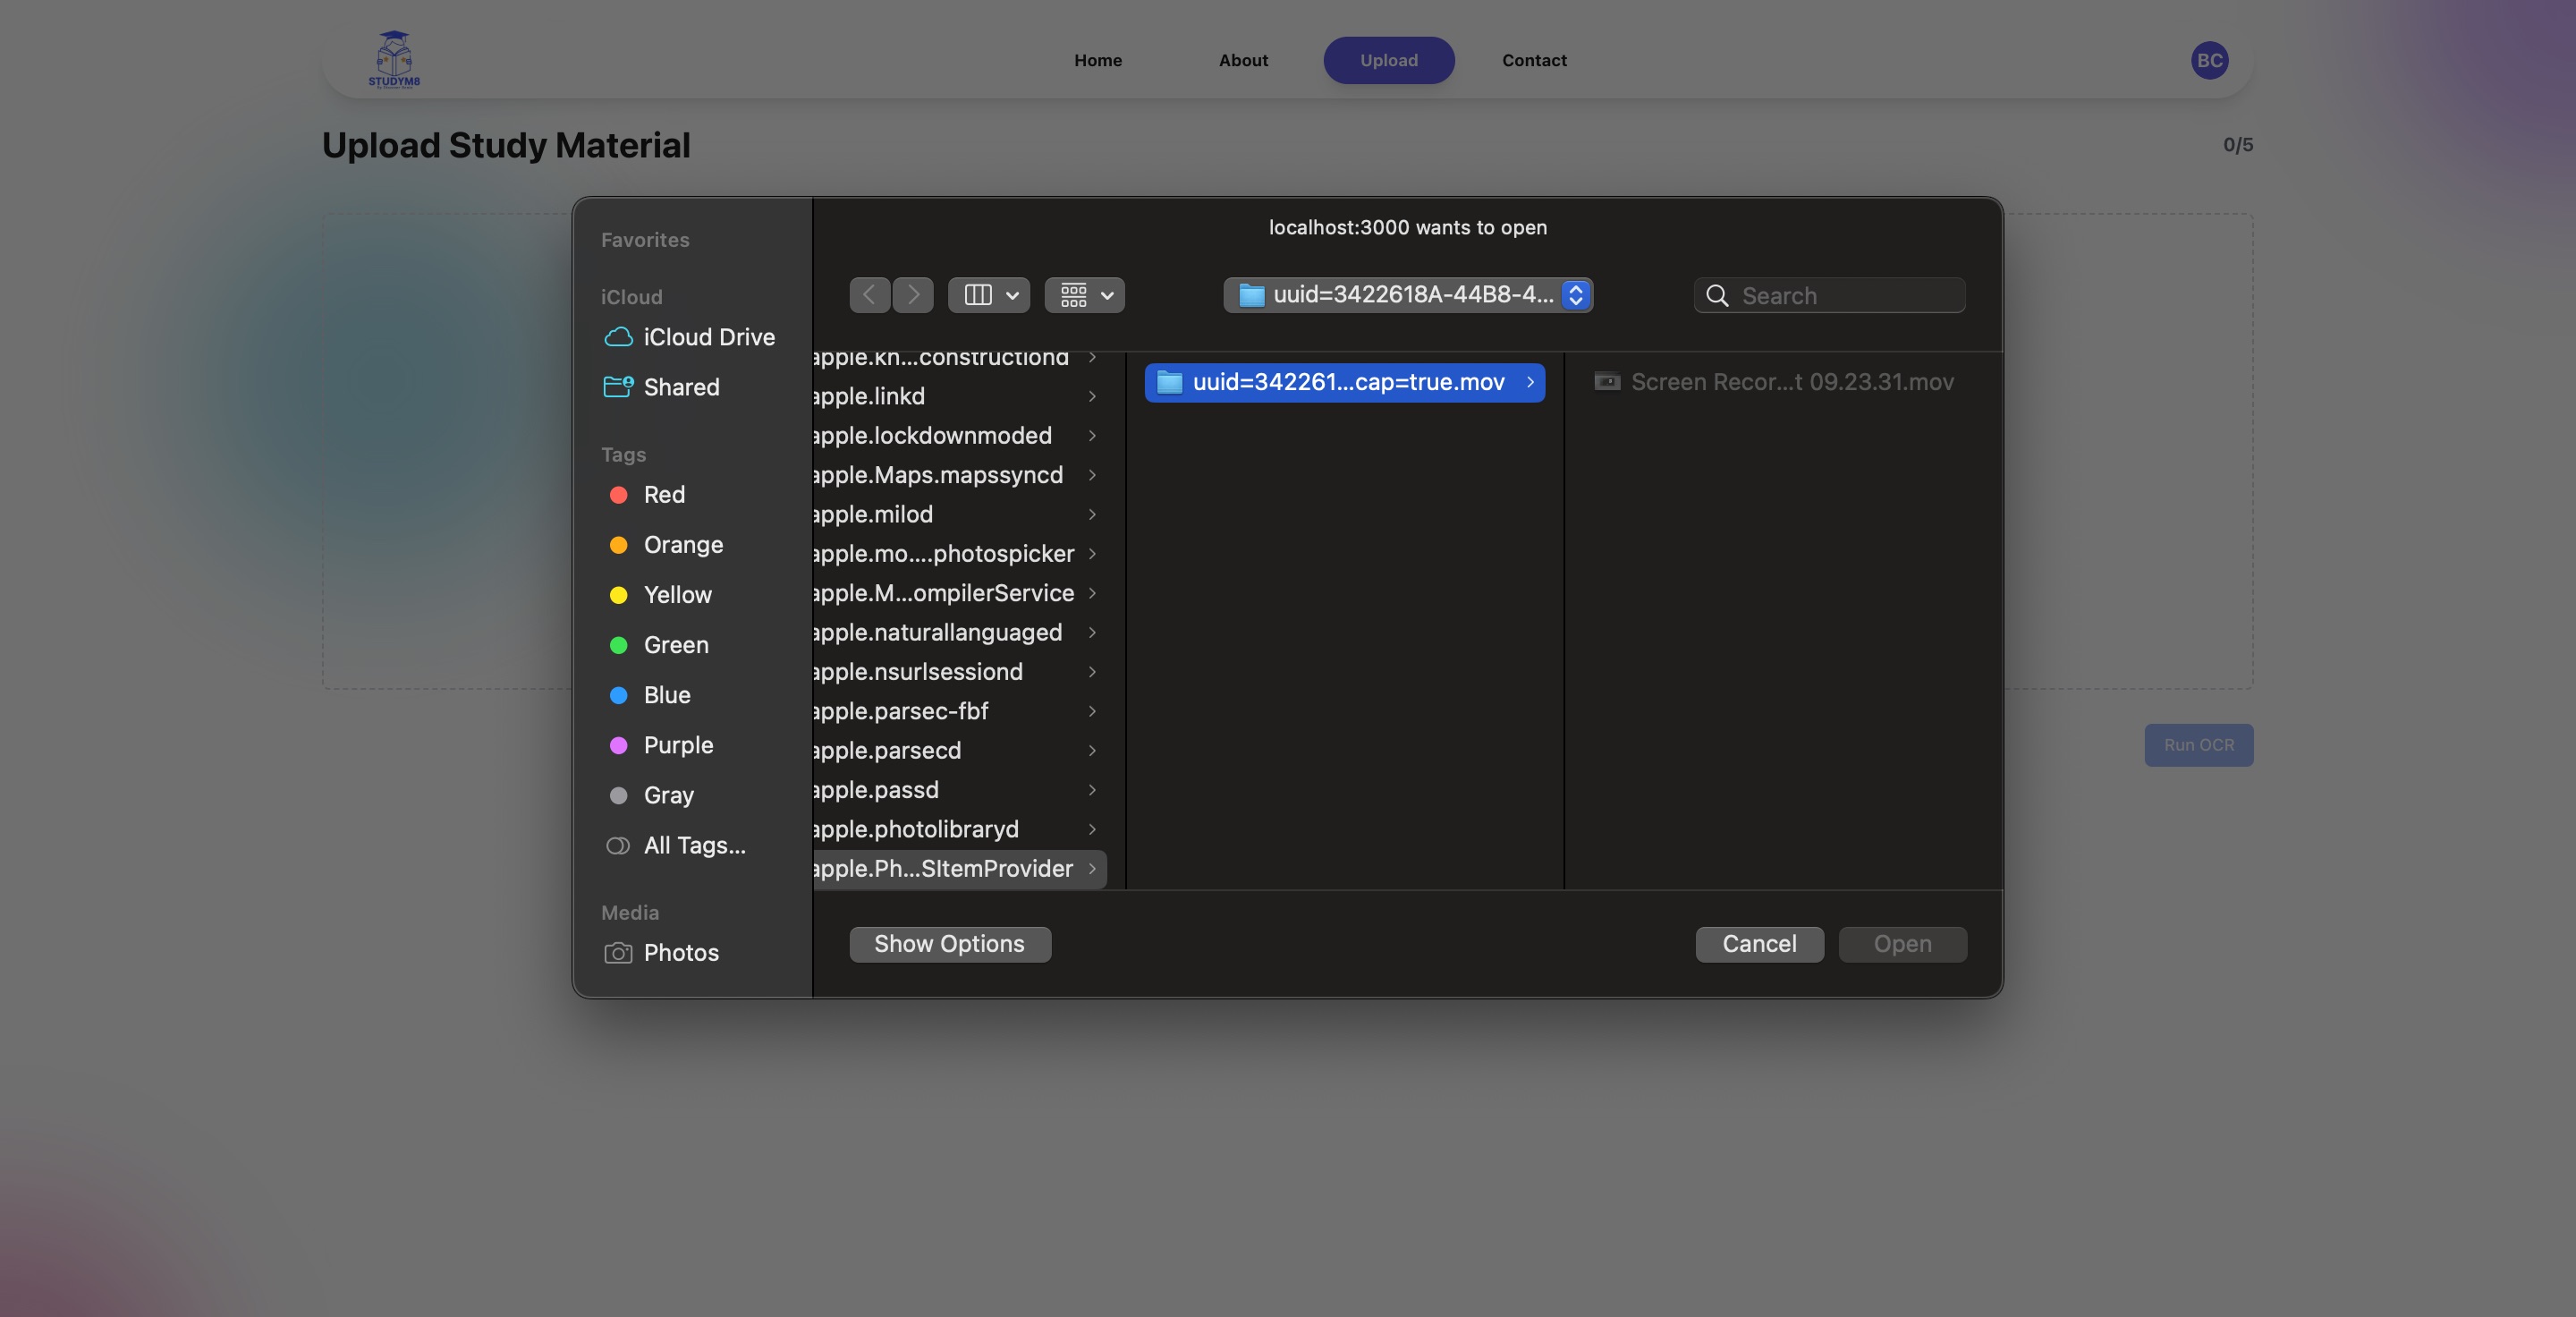 STUDYM8
Home
About
Upload
Contact
BC
Upload Study Material
0/5
Favorites
iCloud
iCloud Drive
Shared
Tags
Red
Orange
Yellow
Green
Blue
Purple
Gray
All Tags...
Media
Photos
localhost:3000 wants to open
uuid=3422618A-44B8-4...
Search
apple.kn...constructiond
apple.linkd
apple.lockdownmoded
apple.Maps.mapssyncd
apple.milod
apple.mo....photospicker
apple.M...ompilerService
apple.naturallanguaged
apple.nsurlsessiond
apple.parsec-fbf
apple.parsecd
apple.passd
apple.photolibraryd
apple.Ph...SItemProvider
uuid=342261...cap=true.mov
Screen Recor...t 09.23.31.mov
Show Options
Cancel
Open
Run OCR